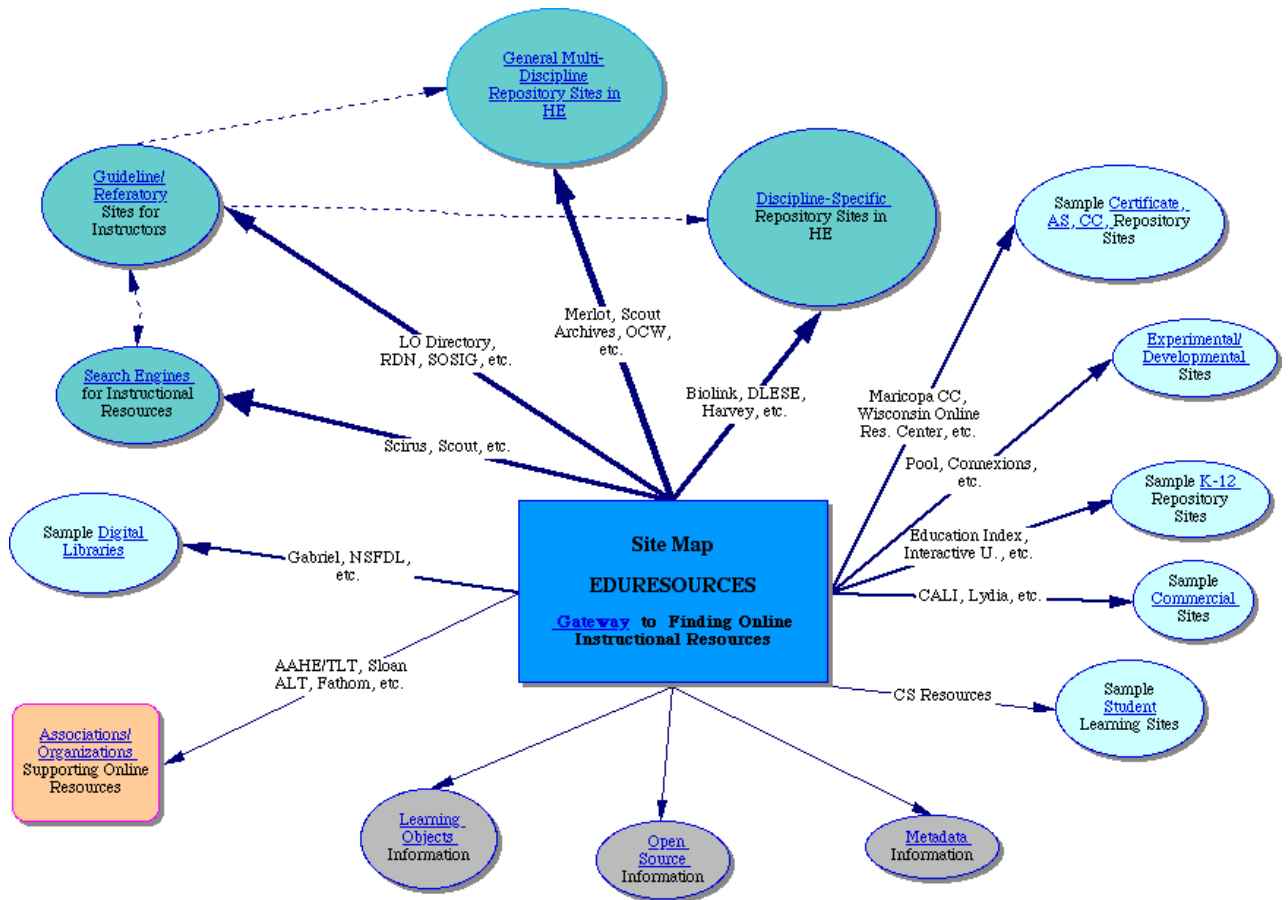 General Multi-
Discipline
Repository Sites in
HE
Guideline/
Referatory
Sites for
Instructors
Discipline-Specific
Repository Sites in
HE
Sample Certificate,
AS, CC, Repository
Sites
Merlot, Scout
Archives, OCW,
etc.
LO Directory,
RDN, SOSIG, etc.
Experimental/
Developmental
Sites
Search Engines
for Instructional
Resources
Biolink, DLESE,
Harvey, etc.
Maricopa CC,
Wisconsin Online
Res. Center, etc.
Scirus, Scout, etc.
Pool, Connexions,
etc.
Sample K-12
Repository
Sites
Sample Digital
Libraries
Gabriel, NSFDL,
etc.
Site Map
EDURESOURCES
Gateway to Finding Online
Instructional Resources
Education Index,
Interactive U., etc.
CALI, Lydia, etc.
Sample
Commercial
Sites
AAHE/TLT, Sloan
ALT, Fathom, etc.
CS Resources
Sample
Student
Learning Sites
Associations/
Organizations
Supporting Online
Resources
Learning
Objects
Information
Open
Source
Information
Metadata
Information